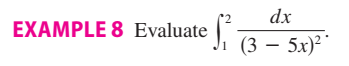 EXAMPLE 8 Evaluate ∫₁² dx / (3 − 5x)².